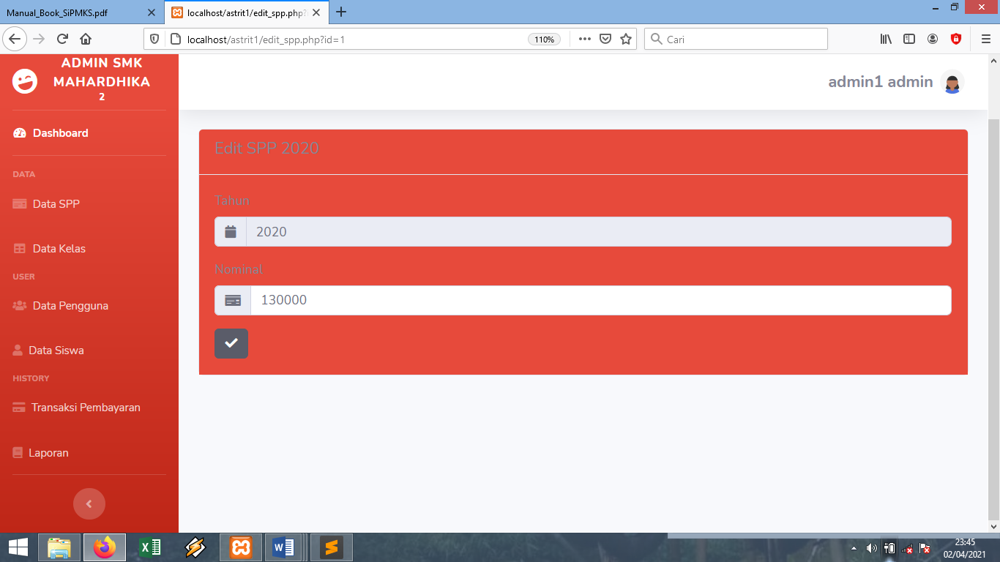 Manual_Book_SiPMKS.pdf
localhost/astrit1/edit_spp.php?i
localhost/astrit1/edit_spp.php?id=1
110%
Cari
ADMIN SMK
MAHARDHIKA
2
admin1 admin
Dashboard
Edit SPP 2020
DATA
Data SPP
Tahun
2020
Data Kelas
Nominal
USER
130000
Data Pengguna
Data Siswa
HISTORY
Transaksi Pembayaran
Laporan
23:45
02/04/2021